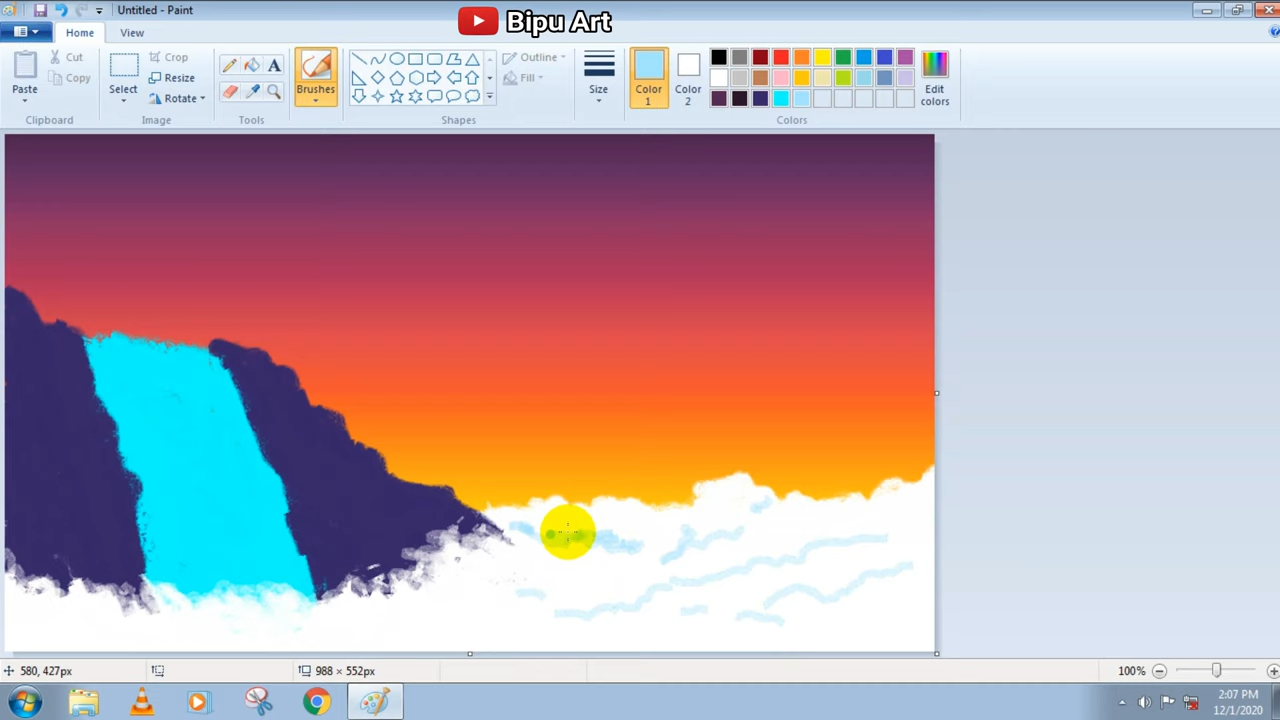 Untitled - Paint
Bipu Art
Home
View
Paste
Cut
Copy
Clipboard
Select
Crop
Resize
Rotate
Image
A
Tools
Brushes
Outline
Fill
Shapes
Size
Color 1
Color 2
Edit colors
Colors
580, 427px
988 × 552px
100%
2:07 PM
12/1/2020